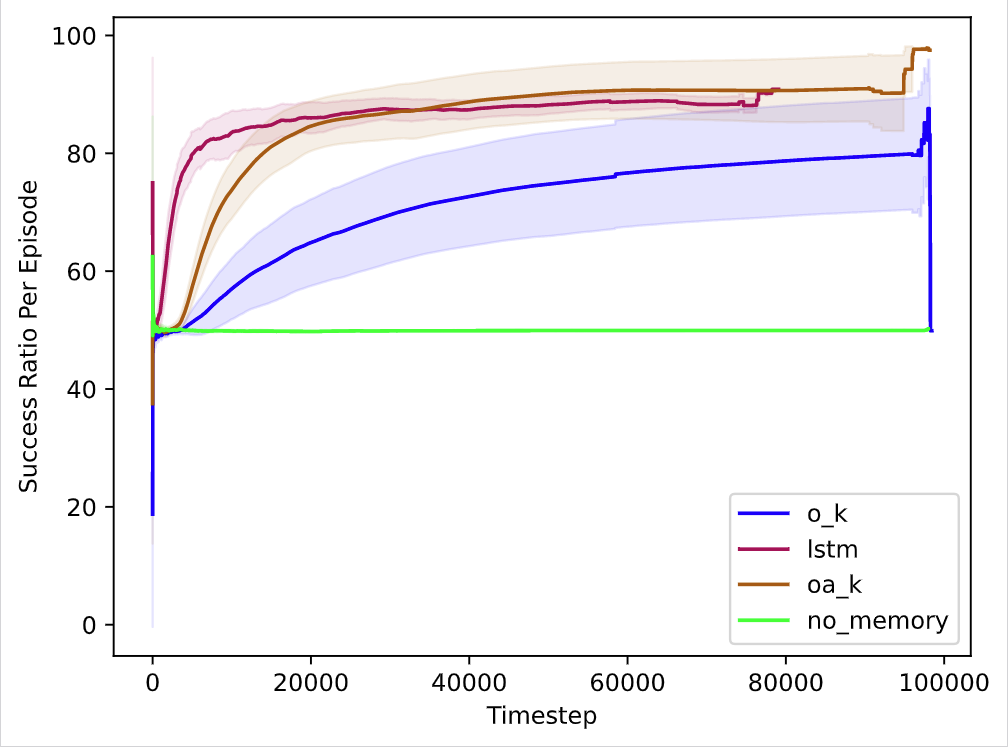 100
80
60
40
20
0
Success Ratio Per Episode
o_k
lstm
oa_k
no_memory
0 20000 40000 60000 80000 100000
Timestep